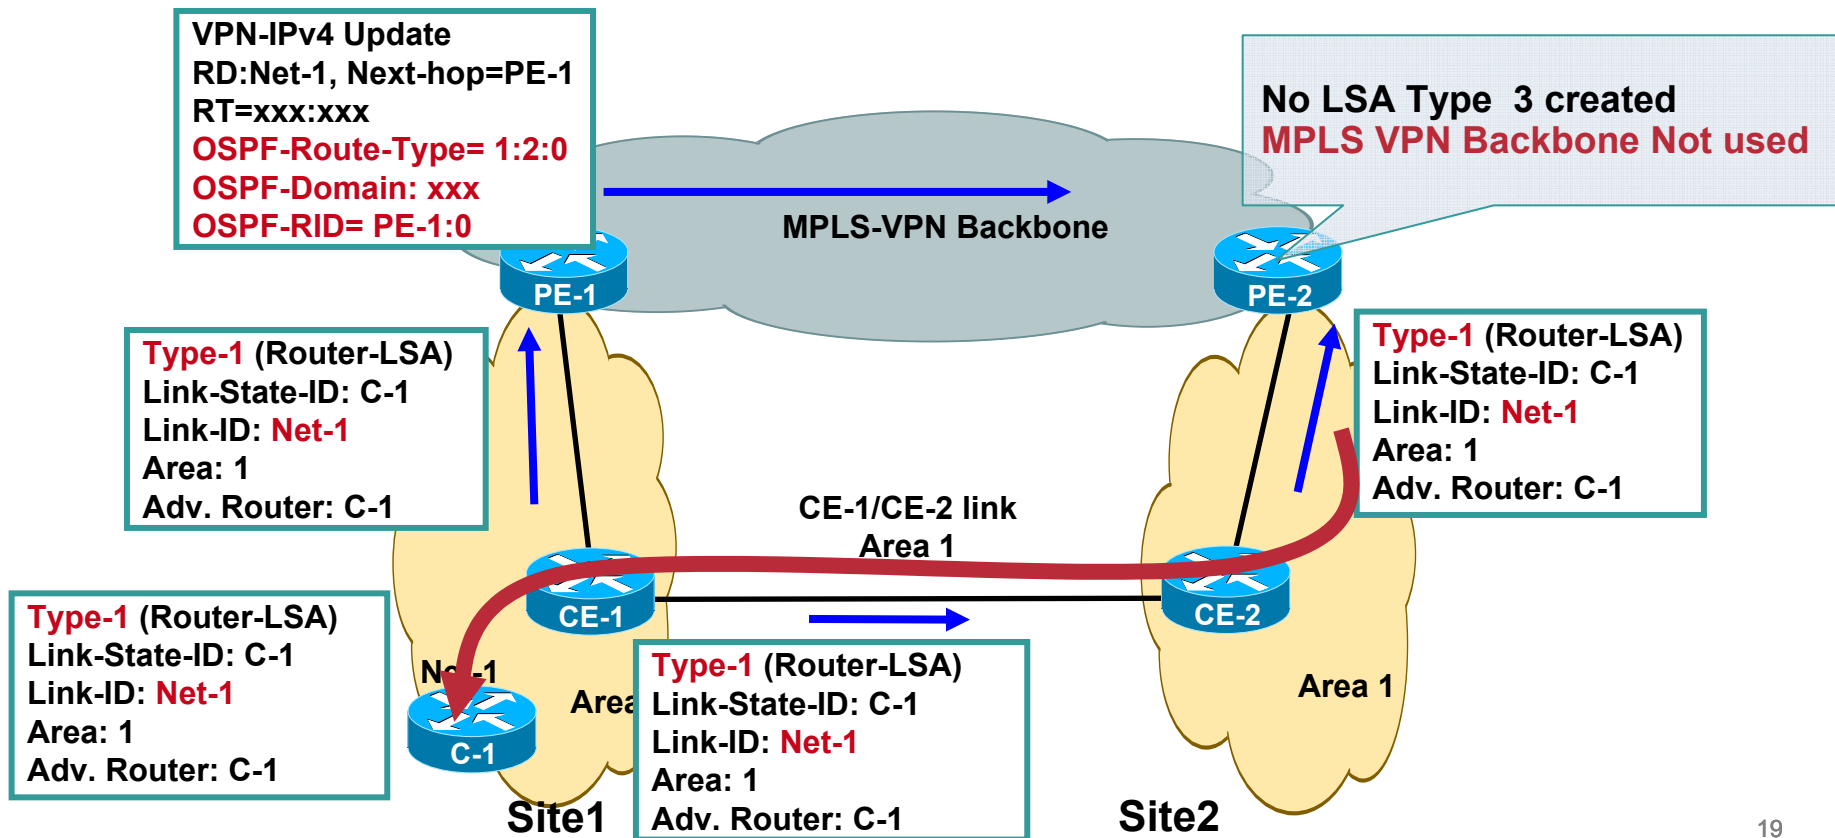 VPN-IPv4 Update
RD:Net-1, Next-hop=PE-1
RT=xxx:xxx
OSPF-Route-Type= 1:2:0
OSPF-Domain: xxx
OSPF-RID= PE-1:0
No LSA Type 3 created
MPLS VPN Backbone Not used
MPLS-VPN Backbone
PE-1
PE-2
Type-1 (Router-LSA)
Link-State-ID: C-1
Link-ID: Net-1
Area: 1
Adv. Router: C-1
Type-1 (Router-LSA)
Link-State-ID: C-1
Link-ID: Net-1
Area: 1
Adv. Router: C-1
CE-1/CE-2 link
Area 1
CE-1
CE-2
Type-1 (Router-LSA)
Link-State-ID: C-1
Link-ID: Net-1
Area: 1
Adv. Router: C-1
Net-1
Area
C-1
Type-1 (Router-LSA)
Link-State-ID: C-1
Link-ID: Net-1
Area: 1
Adv. Router: C-1
Area 1
Site1
Site2
19